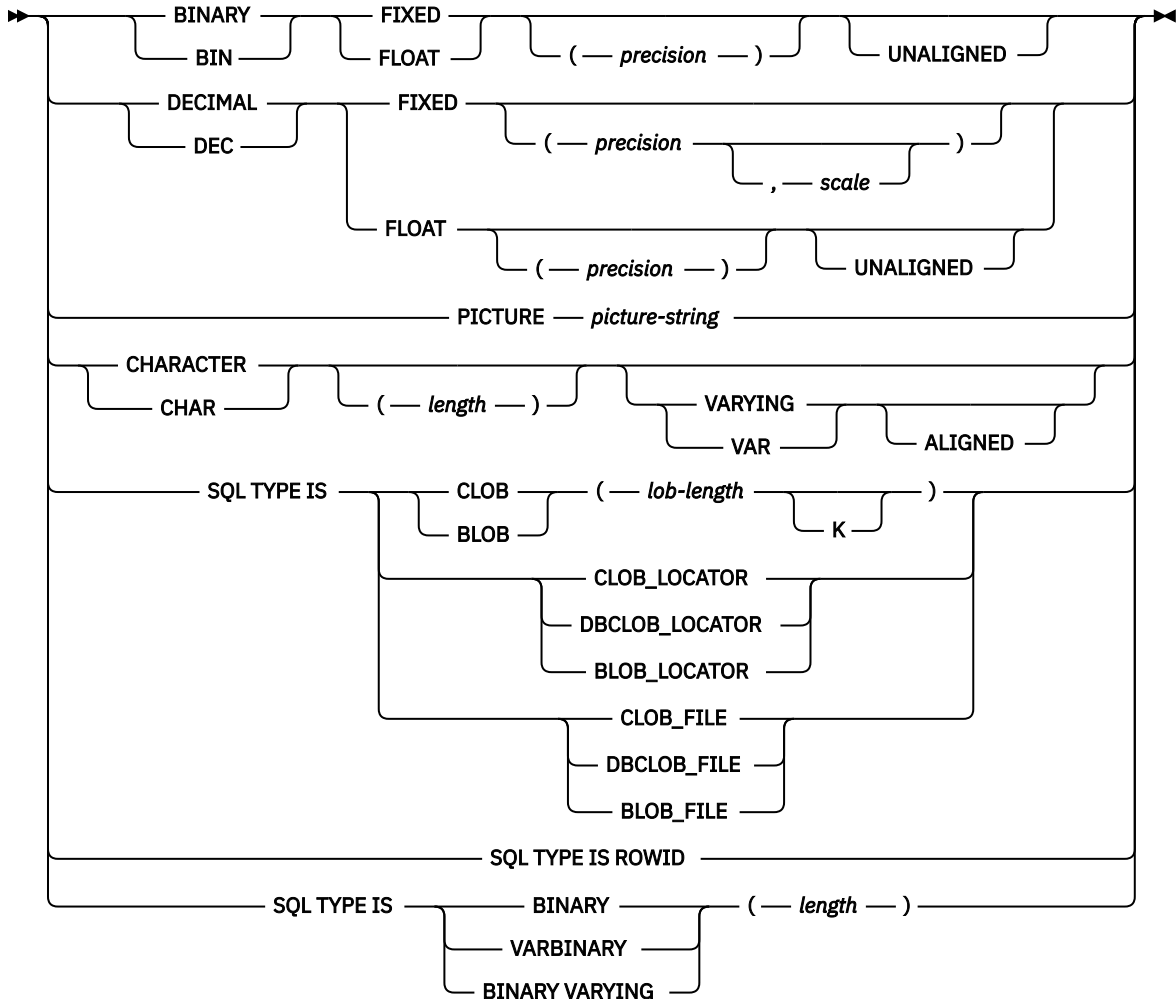 BINARY FIXED
BIN FLOAT ( precision ) UNALIGNED
DECIMAL FIXED
DEC ( precision )
, scale
FLOAT
( precision ) UNALIGNED
PICTURE picture-string
CHARACTER
CHAR ( length ) VARYING
VAR ALIGNED
SQL TYPE IS CLOB ( lob-length )
BLOB K
CLOB_LOCATOR
DBCLOB_LOCATOR
BLOB_LOCATOR
CLOB_FILE
DBCLOB_FILE
BLOB_FILE
SQL TYPE IS ROWID
SQL TYPE IS BINARY ( length )
VARBINARY
BINARY VARYING